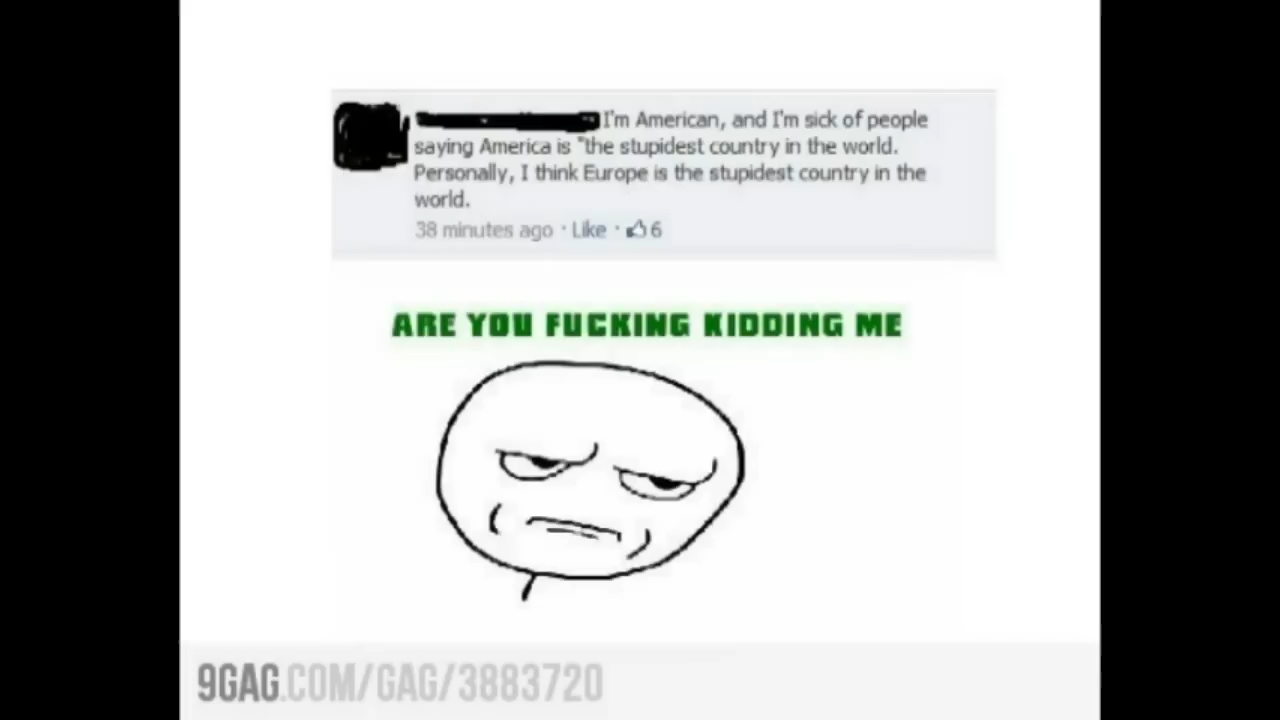 I'm American, and I'm sick of people
saying America is "the stupidest country in the world.
Personally, I think Europe is the stupidest country in the
world.
38 minutes ago · Like · 6
ARE YOU FUCKING KIDDING ME
9GAG.COM/GAG/3883720